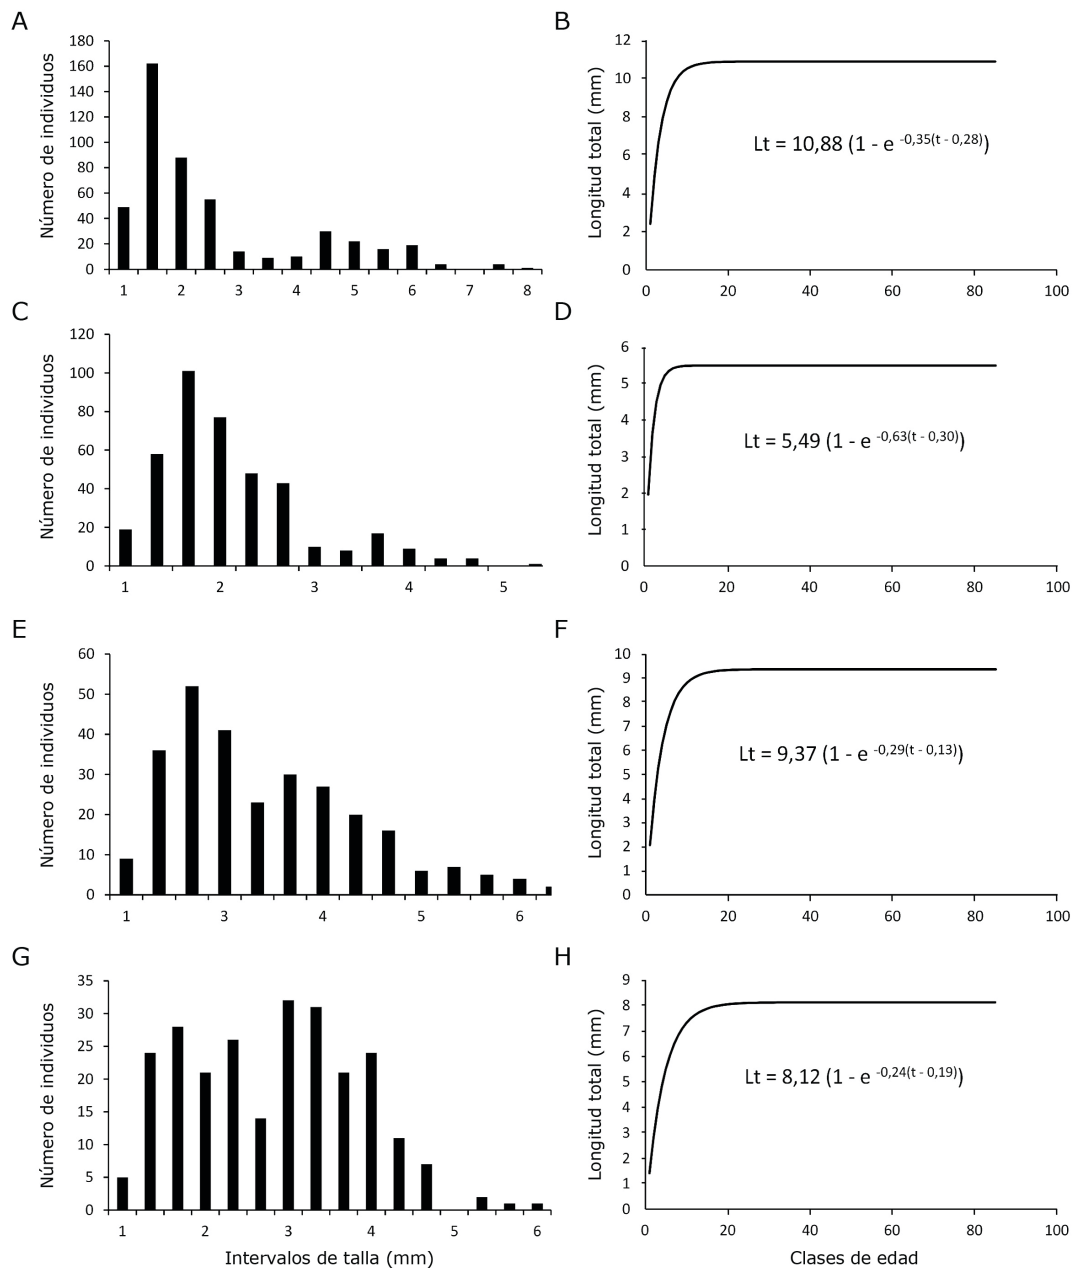 A
Número de individuos
180
160
140
120
100
80
60
40
20
0
1 2 3 4 5 6 7 8
B
Longitud total (mm)
12
10
8
6
4
2
0
Lt = 10,88 (1 - e -0,35(t - 0,28))
0 20 40 60 80 100
C
Número de individuos
120
100
80
60
40
20
0
1 2 3 4 5
D
Longitud total (mm)
6
5
4
3
2
1
0
Lt = 5,49 (1 - e -0,63(t - 0,30))
0 20 40 60 80 100
E
Número de individuos
60
50
40
30
20
10
0
1 3 4 5 6
F
Longitud total (mm)
10
9
8
7
6
5
4
3
2
1
0
Lt = 9,37 (1 - e -0,29(t - 0,13))
0 20 40 60 80 100
G
Número de individuos
35
30
25
20
15
10
5
0
1 2 3 4 5 6
Intervalos de talla (mm)
H
Longitud total (mm)
9
8
7
6
5
4
3
2
1
0
Lt = 8,12 (1 - e -0,24(t - 0,19))
0 20 40 60 80 100
Clases de edad